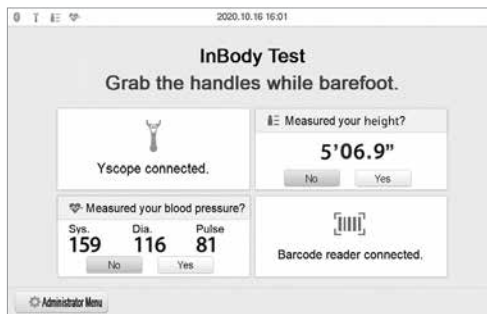 2020.10.16 16:01
InBody Test
Grab the handles while barefoot.
Yscope connected.
Measured your height?
5'06.9"
No Yes
Measured your blood pressure?
Sys. Dia. Pulse
159 116 81
No Yes
Barcode reader connected.
Administrator Menu